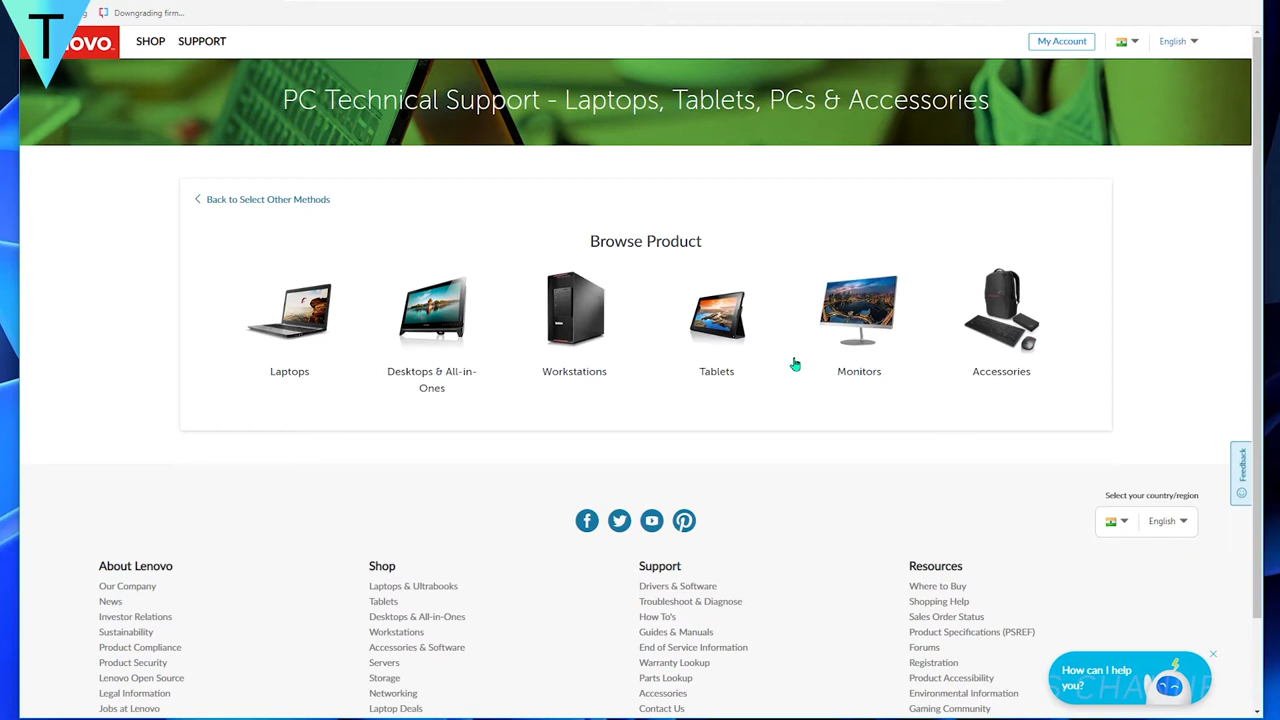 Downgrading firm...
T
ovo
SHOP
SUPPORT
My Account
English
PC Technical Support - Laptops, Tablets, PCs & Accessories
Back to Select Other Methods
Browse Product
Laptops
Desktops & All-in-
Ones
Workstations
Tablets
Monitors
Accessories
Feedback
Select your country/region
English
About Lenovo
Our Company
News
Investor Relations
Sustainability
Product Compliance
Product Security
Lenovo Open Source
Legal Information
Jobs at Lenovo
Shop
Laptops & Ultrabooks
Tablets
Desktops & All-in-Ones
Workstations
Accessories & Software
Servers
Storage
Networking
Laptop Deals
Support
Drivers & Software
Troubleshoot & Diagnose
How To's
Guides & Manuals
End of Service Information
Warranty Lookup
Parts Lookup
Accessories
Contact Us
Resources
Where to Buy
Shopping Help
Sales Order Status
Product Specifications (PSREF)
Forums
Registration
Product Accessibility
Environmental Information
Gaming Community
How can I help
you?